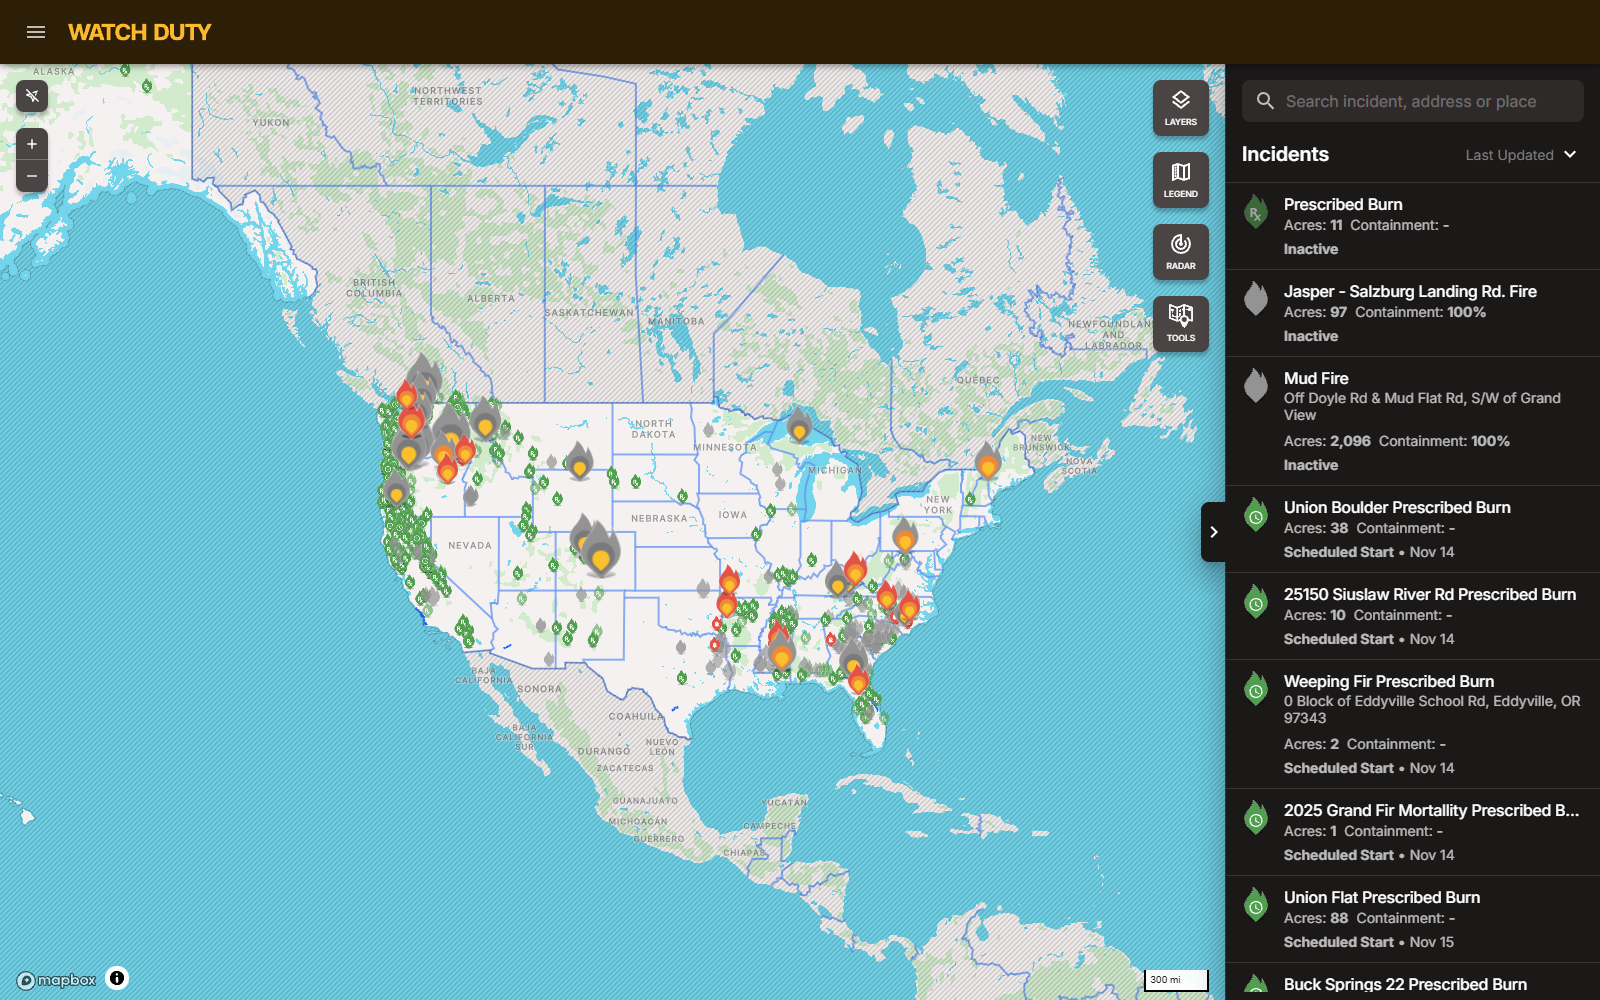 WATCH DUTY
ALASKA
YUKON
NORTHWEST
TERRITORIES
BRITISH
COLUMBIA
ALBERTA
SASKATCHEWAN
MANITOBA
NEWFOUNDLAN
AND
LABRADOR
QUÉBEC
NORTH
DAKOTA
MINNESOTA
MICHIGAN
NEW
BRUNSWICK
NOVA
SCOTIA
NEW
YORK
IOWA
NEBRASKA
NEVADA
BAJA
CALIFORNIA
SONORA
COAHUILA
BAJA
CALIFORNIA
SUR
NUEVO
LEÓN
DURANGO
ZACATECAS
GUANAJUATO
MICHOACÁN
GUERRERO
YUCATÁN
CAMPECHE
CHIAPAS
LAYERS
LEGEND
RADAR
TOOLS
mapbox
300 mi
Search incident, address or place
Incidents
Last Updated
Prescribed Burn
Acres: 11 Containment: -
Inactive
Jasper - Salzburg Landing Rd. Fire
Acres: 97 Containment: 100%
Inactive
Mud Fire
Off Doyle Rd & Mud Flat Rd, S/W of Grand
View
Acres: 2,096 Containment: 100%
Inactive
Union Boulder Prescribed Burn
Acres: 38 Containment: -
Scheduled Start • Nov 14
25150 Siuslaw River Rd Prescribed Burn
Acres: 10 Containment: -
Scheduled Start • Nov 14
Weeping Fir Prescribed Burn
0 Block of Eddyville School Rd, Eddyville, OR
97343
Acres: 2 Containment: -
Scheduled Start • Nov 14
2025 Grand Fir Mortallity Prescribed B...
Acres: 1 Containment: -
Scheduled Start • Nov 14
Union Flat Prescribed Burn
Acres: 88 Containment: -
Scheduled Start • Nov 15
Buck Springs 22 Prescribed Burn